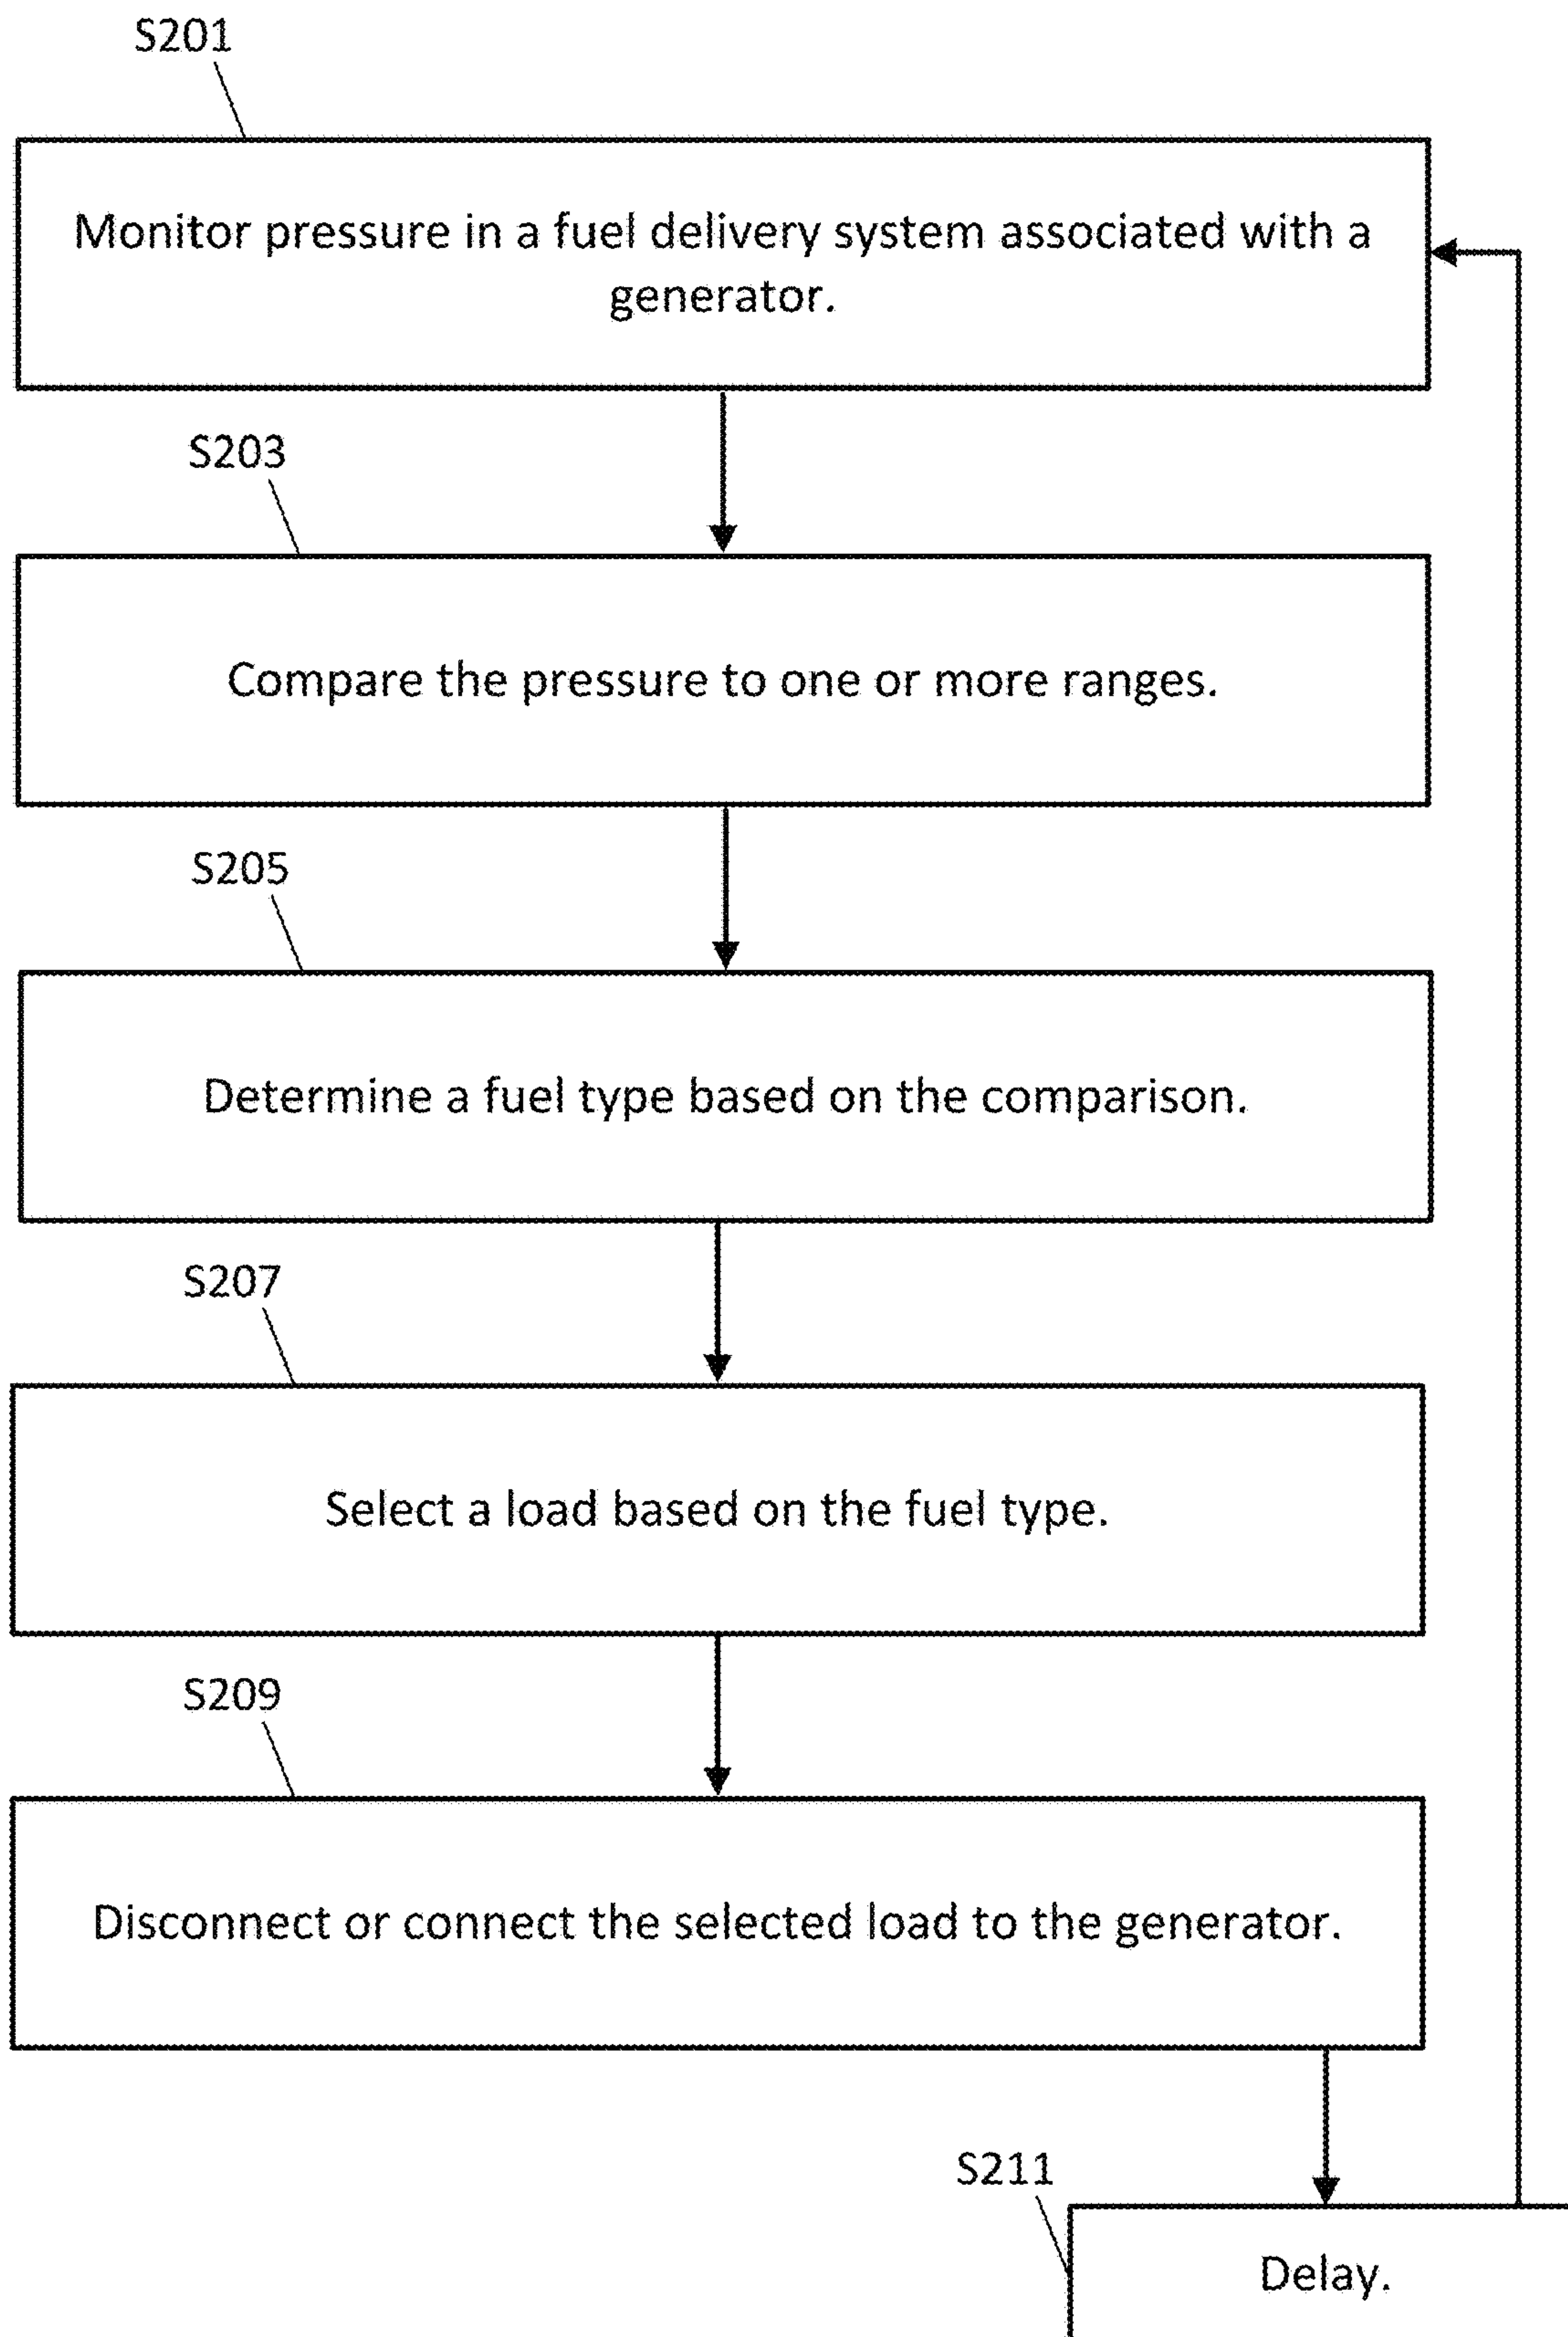 S201
Monitor pressure in a fuel delivery system associated with a
generator.
S203
Compare the pressure to one or more ranges.
S205
Determine a fuel type based on the comparison.
S207
Select a load based on the fuel type.
S209
Disconnect or connect the selected load to the generator.
S211
Delay.